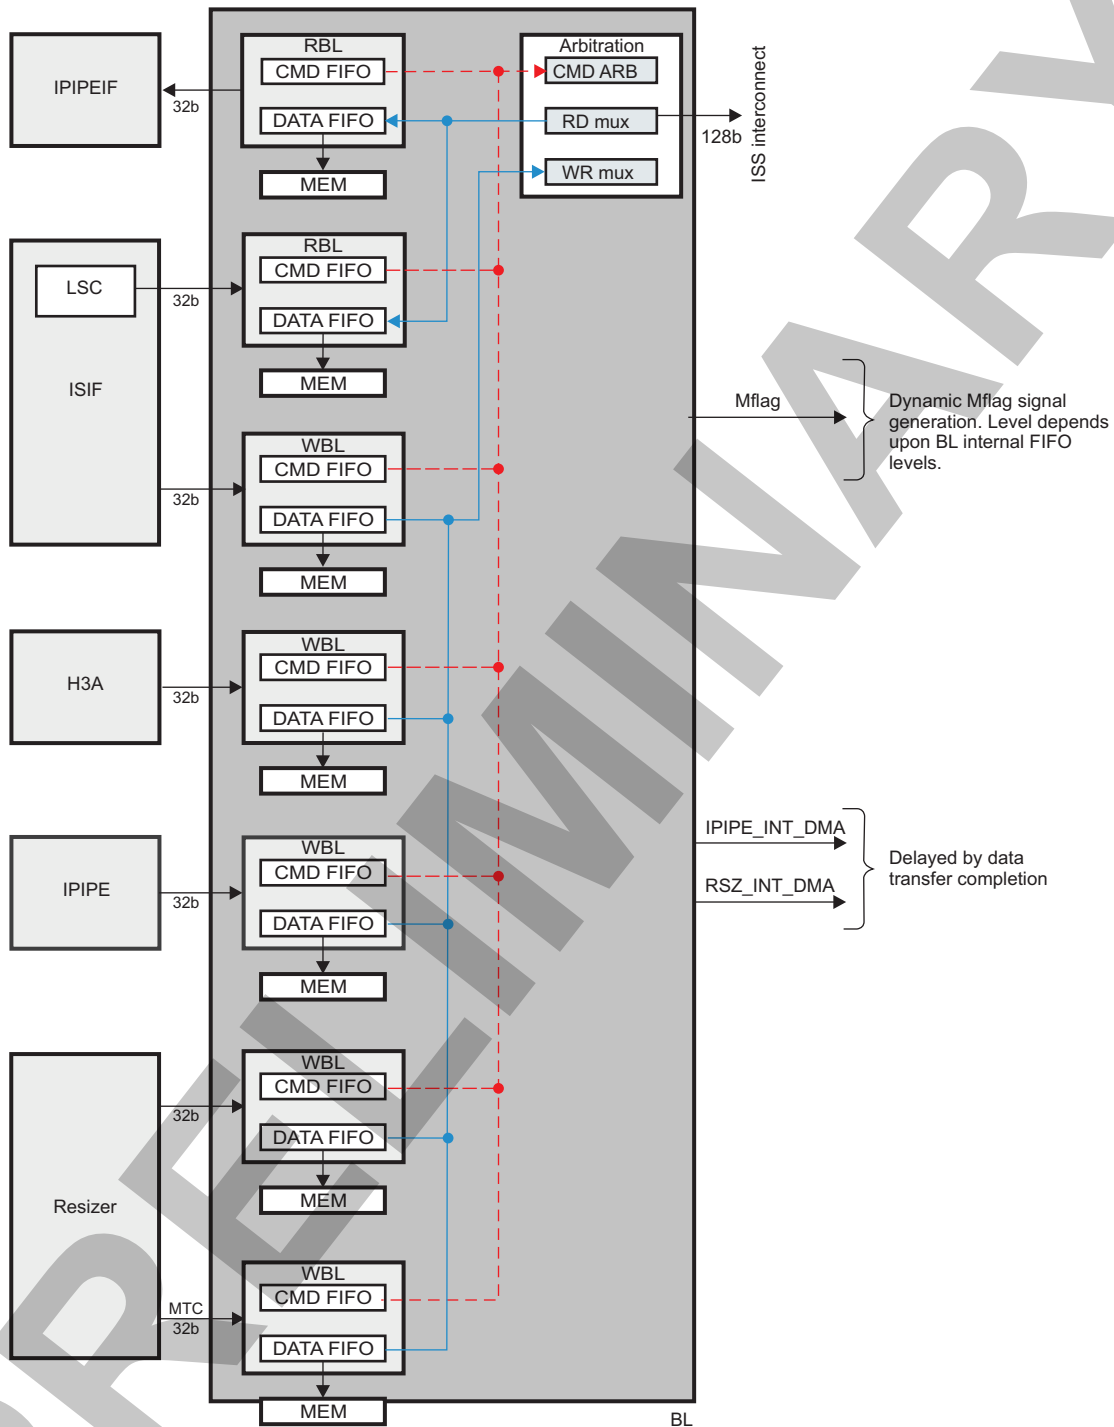 RBL
CMD FIFO
DATA FIFO
MEM
IPIPEIF
32b
Arbitration
CMD ARB
RD mux
WR mux
128b
ISS interconnect
RBL
CMD FIFO
DATA FIFO
MEM
LSC
32b
ISIF
WBL
CMD FIFO
DATA FIFO
MEM
32b
Mflag
Dynamic Mflag signal
generation. Level depends
upon BL internal FIFO
levels.
H3A
32b
WBL
CMD FIFO
DATA FIFO
MEM
IPIPE
32b
WBL
CMD FIFO
DATA FIFO
MEM
IPIPE_INT_DMA
RSZ_INT_DMA
Delayed by data
transfer completion
Resizer
32b
WBL
CMD FIFO
DATA FIFO
MEM
MTC
32b
WBL
CMD FIFO
DATA FIFO
MEM
BL
PRELIMINARY